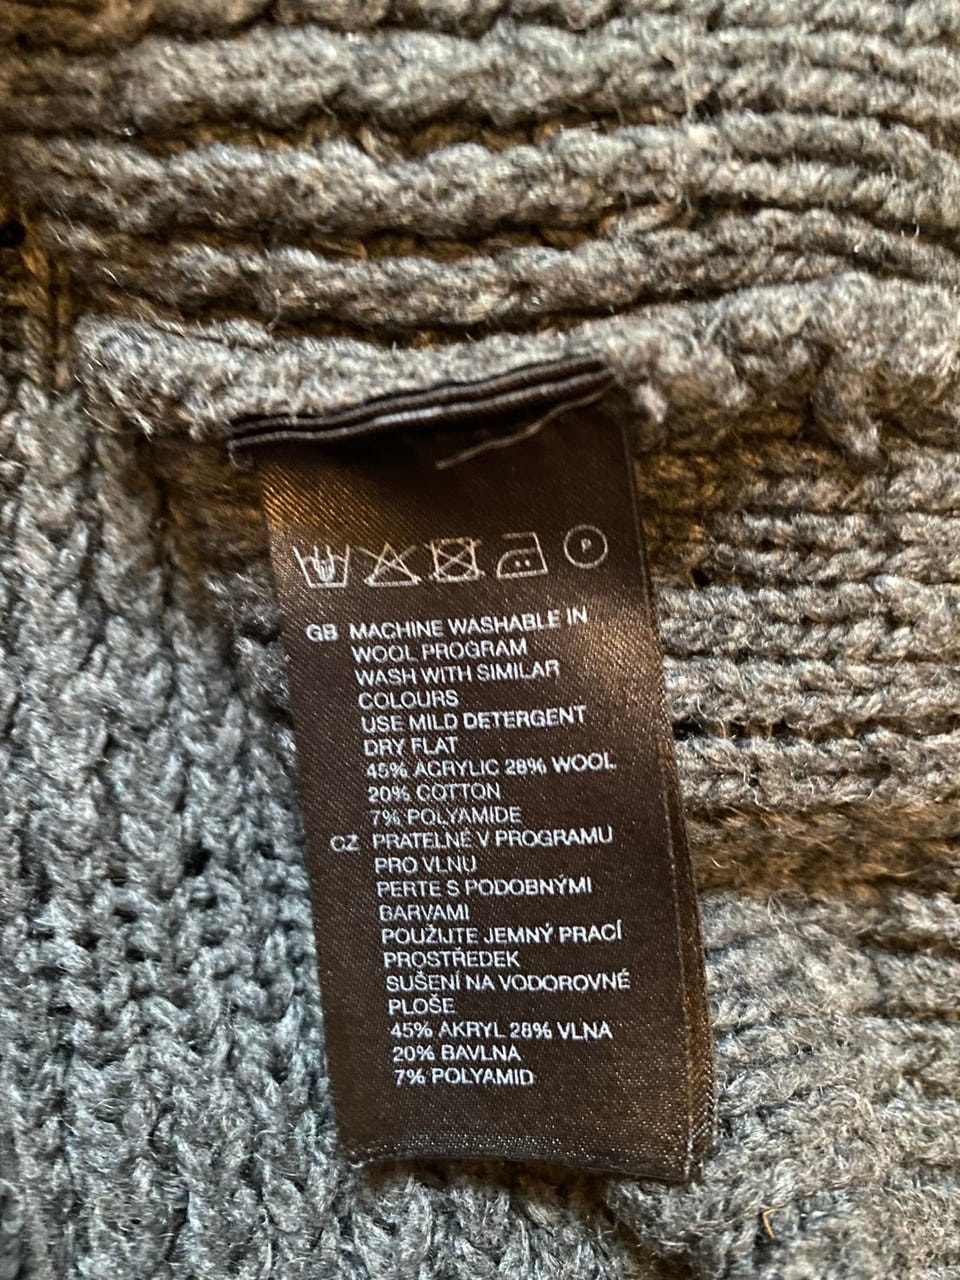 P
GB MACHINE WASHABLE IN
WOOL PROGRAM
WASH WITH SIMILAR
COLOURS
USE MILD DETERGENT
DRY FLAT
45% ACRYLIC 28% WOOL
20% COTTON
7% POLYAMIDE
CZ PRATELNÉ V PROGRAMU
PRO VLNU
PERTE S PODOBNÝMI
BARVAMI
POUŽIJTE JEMNÝ PRACÍ
PROSTŘEDEK
SUŠENÍ NA VODOROVNÉ
PLOŠE
45% AKRYL 28% VLNA
20% BAVLNA
7% POLYAMID